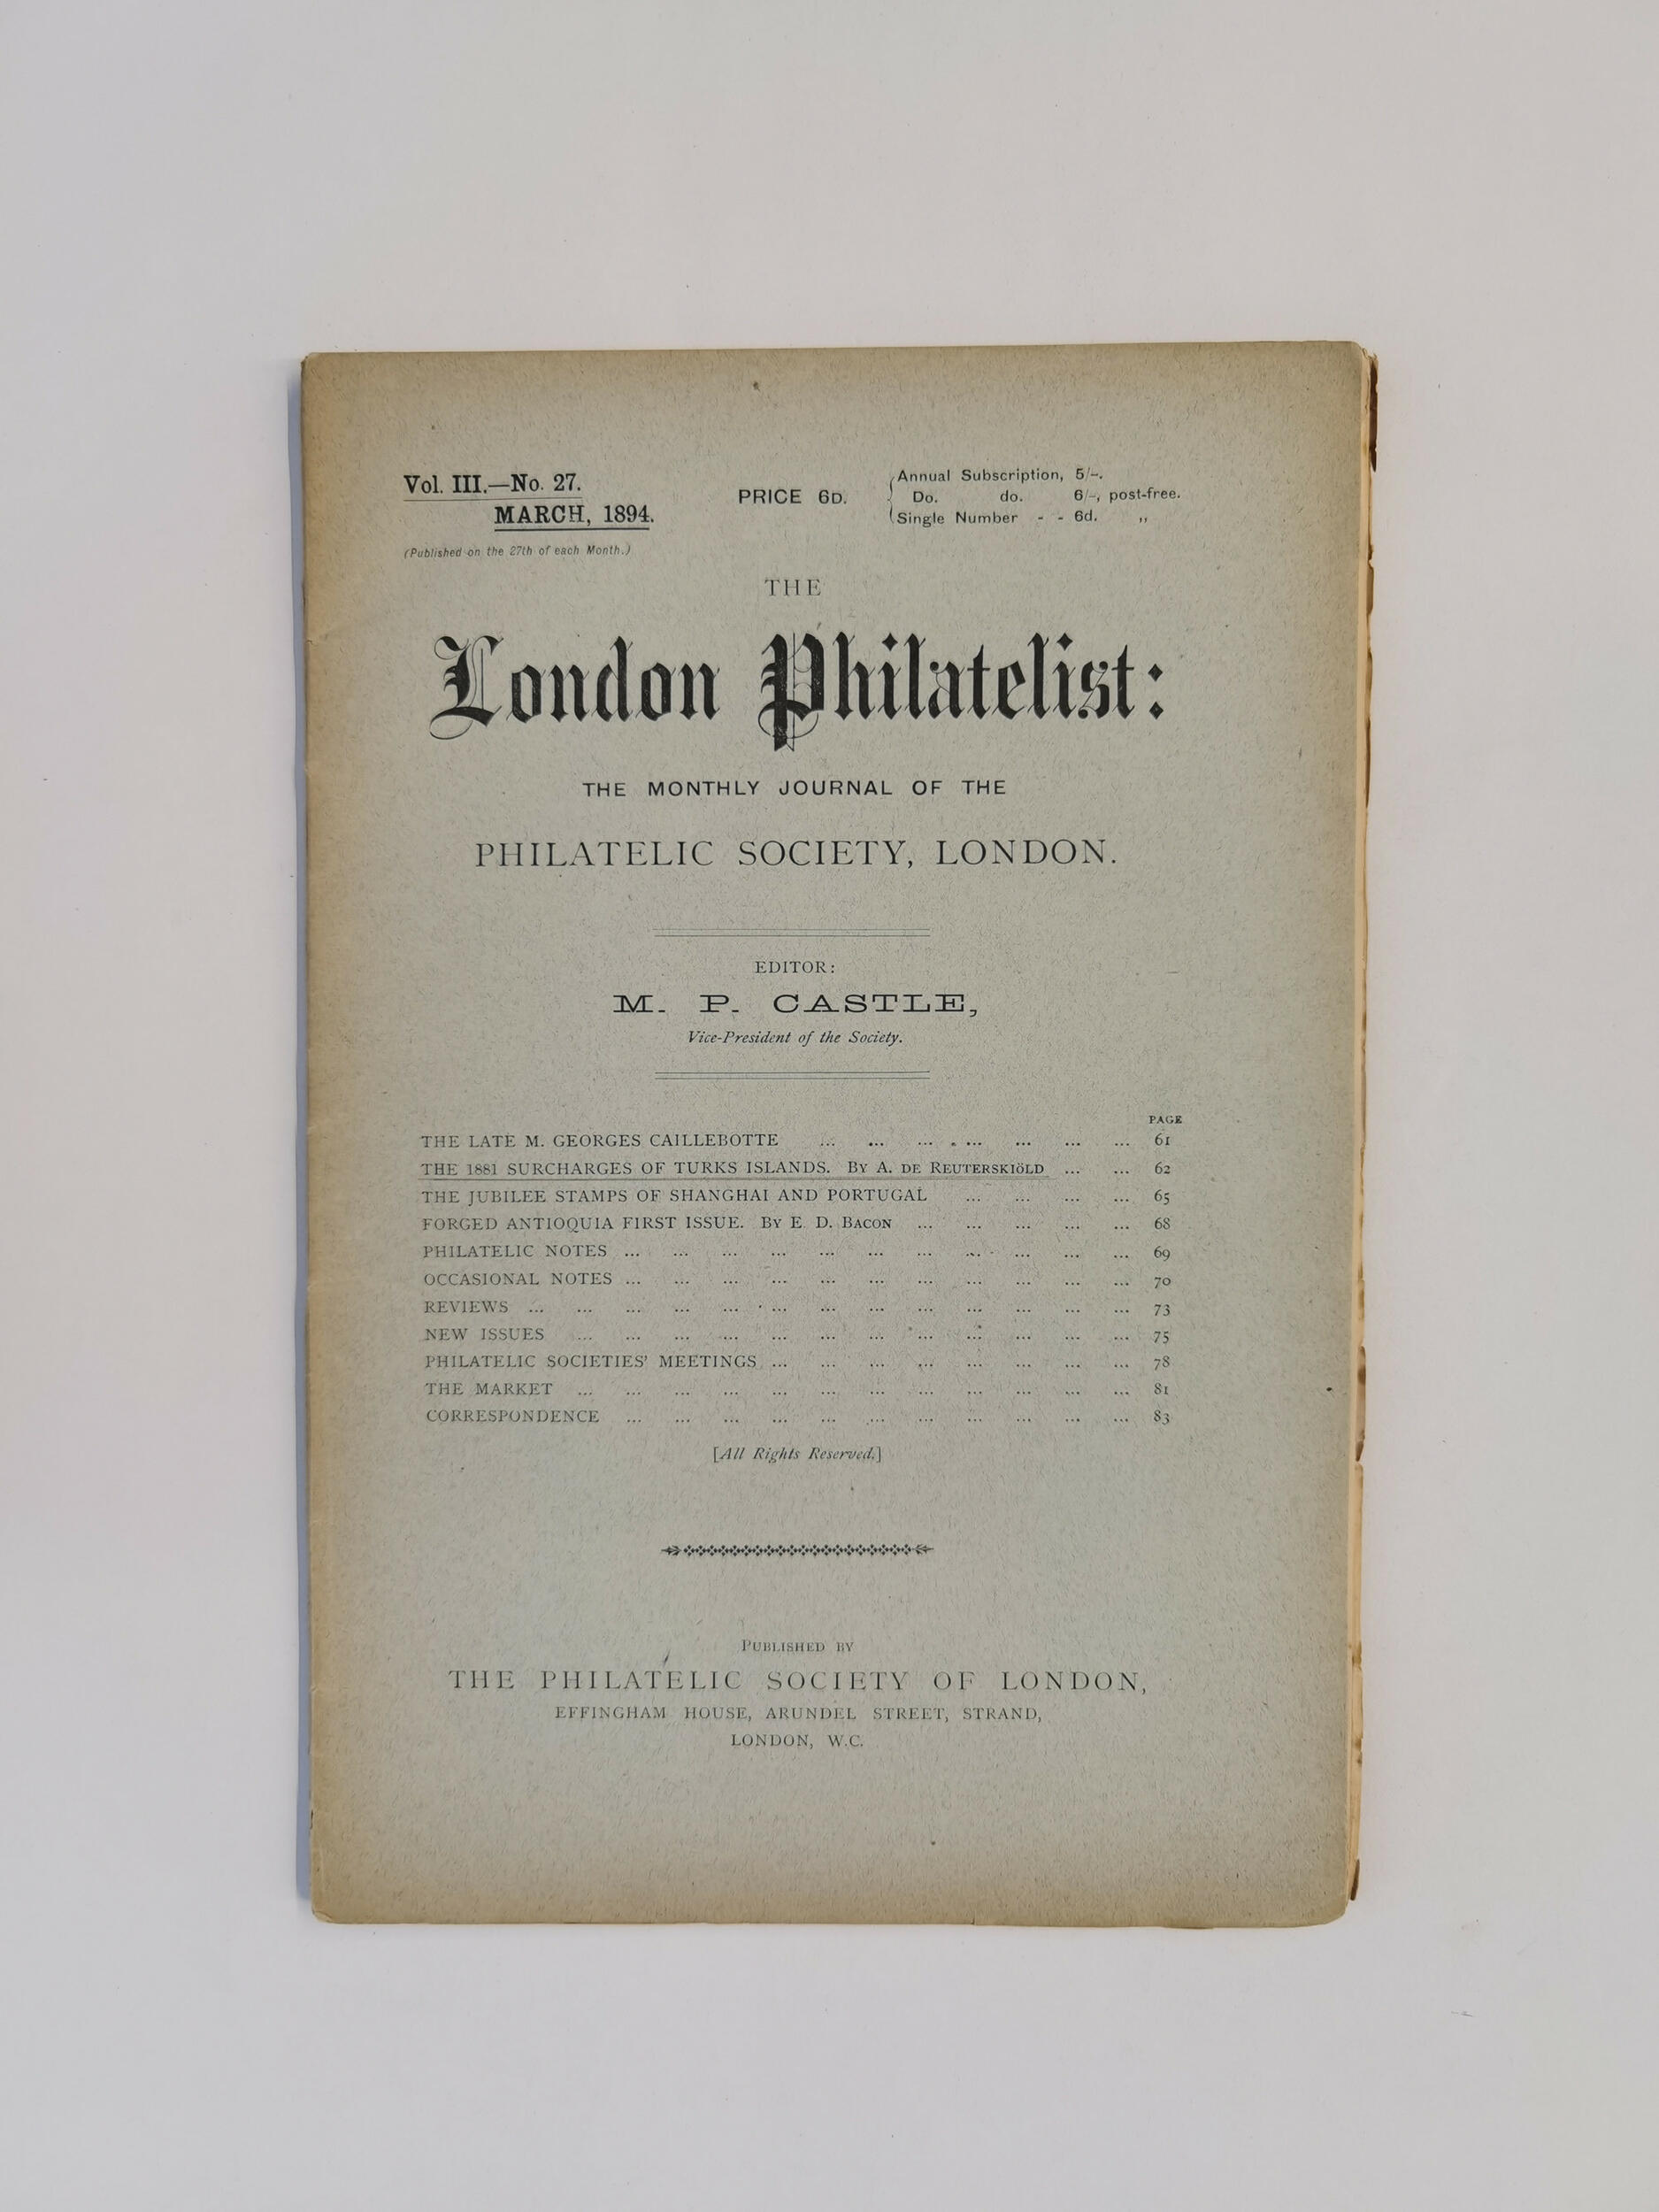 Vol. III.—No. 27.
MARCH, 1894.
(Published on the 27th of each Month.)
PRICE 6D.
Annual Subscription, 5/-.
Do. do. 6/-, post-free.
Single Number - - 6d. ,,
THE
London Philatelist:
THE MONTHLY JOURNAL OF THE
PHILATELIC SOCIETY, LONDON.
EDITOR:
M. P. CASTLE,
Vice-President of the Society.
PAGE
THE LATE M. GEORGES CAILLEBOTTE ... ... ... ... ... ... ... 61
THE 1881 SURCHARGES OF TURKS ISLANDS. BY A. DE REUTERSKIÖLD ... ... 62
THE JUBILEE STAMPS OF SHANGHAI AND PORTUGAL ... ... ... ... 65
FORGED ANTIOQUIA FIRST ISSUE. BY E. D. BACON ... ... ... ... ... 68
PHILATELIC NOTES ... ... ... ... ... ... ... ... ... ... ... 69
OCCASIONAL NOTES ... ... ... ... ... ... ... ... ... ... ... 70
REVIEWS ... ... ... ... ... ... ... ... ... ... ... ... ... 73
NEW ISSUES ... ... ... ... ... ... ... ... ... ... ... ... 75
PHILATELIC SOCIETIES' MEETINGS ... ... ... ... ... ... ... ... 78
THE MARKET ... ... ... ... ... ... ... ... ... ... ... ... 81
CORRESPONDENCE ... ... ... ... ... ... ... ... ... ... ... 83
[All Rights Reserved.]
PUBLISHED BY
THE PHILATELIC SOCIETY OF LONDON,
EFFINGHAM HOUSE, ARUNDEL STREET, STRAND,
LONDON, W.C.